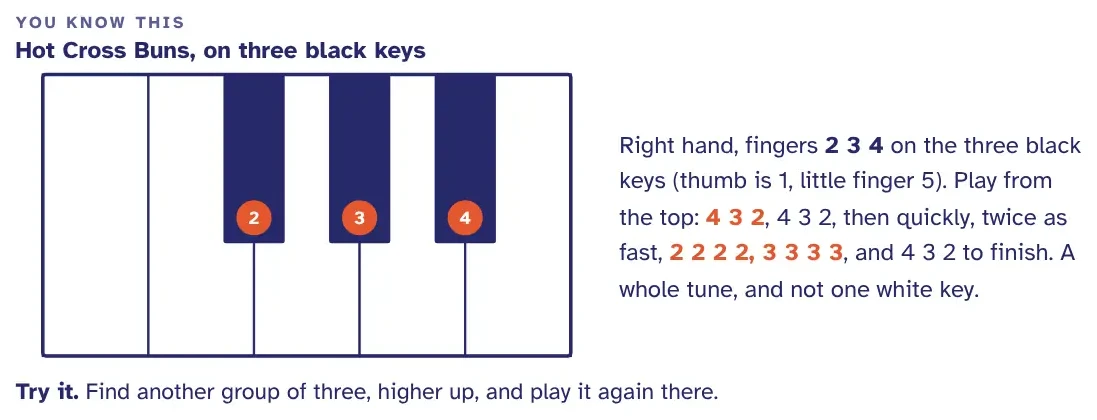 YOU KNOW THIS
Hot Cross Buns, on three black keys
2 3 4
Right hand, fingers 2 3 4 on the three black
keys (thumb is 1, little finger 5). Play from
the top: 4 3 2, 4 3 2, then quickly, twice as
fast, 2 2 2 2, 3 3 3 3, and 4 3 2 to finish. A
whole tune, and not one white key.
Try it. Find another group of three, higher up, and play it again there.